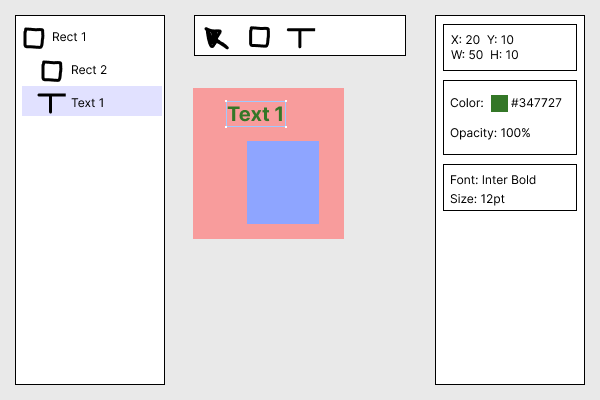 Rect 1
Rect 2
Text 1
Text 1
X: 20  Y: 10
W: 50  H: 10
Color: #347727
Opacity: 100%
Font: Inter Bold
Size: 12pt